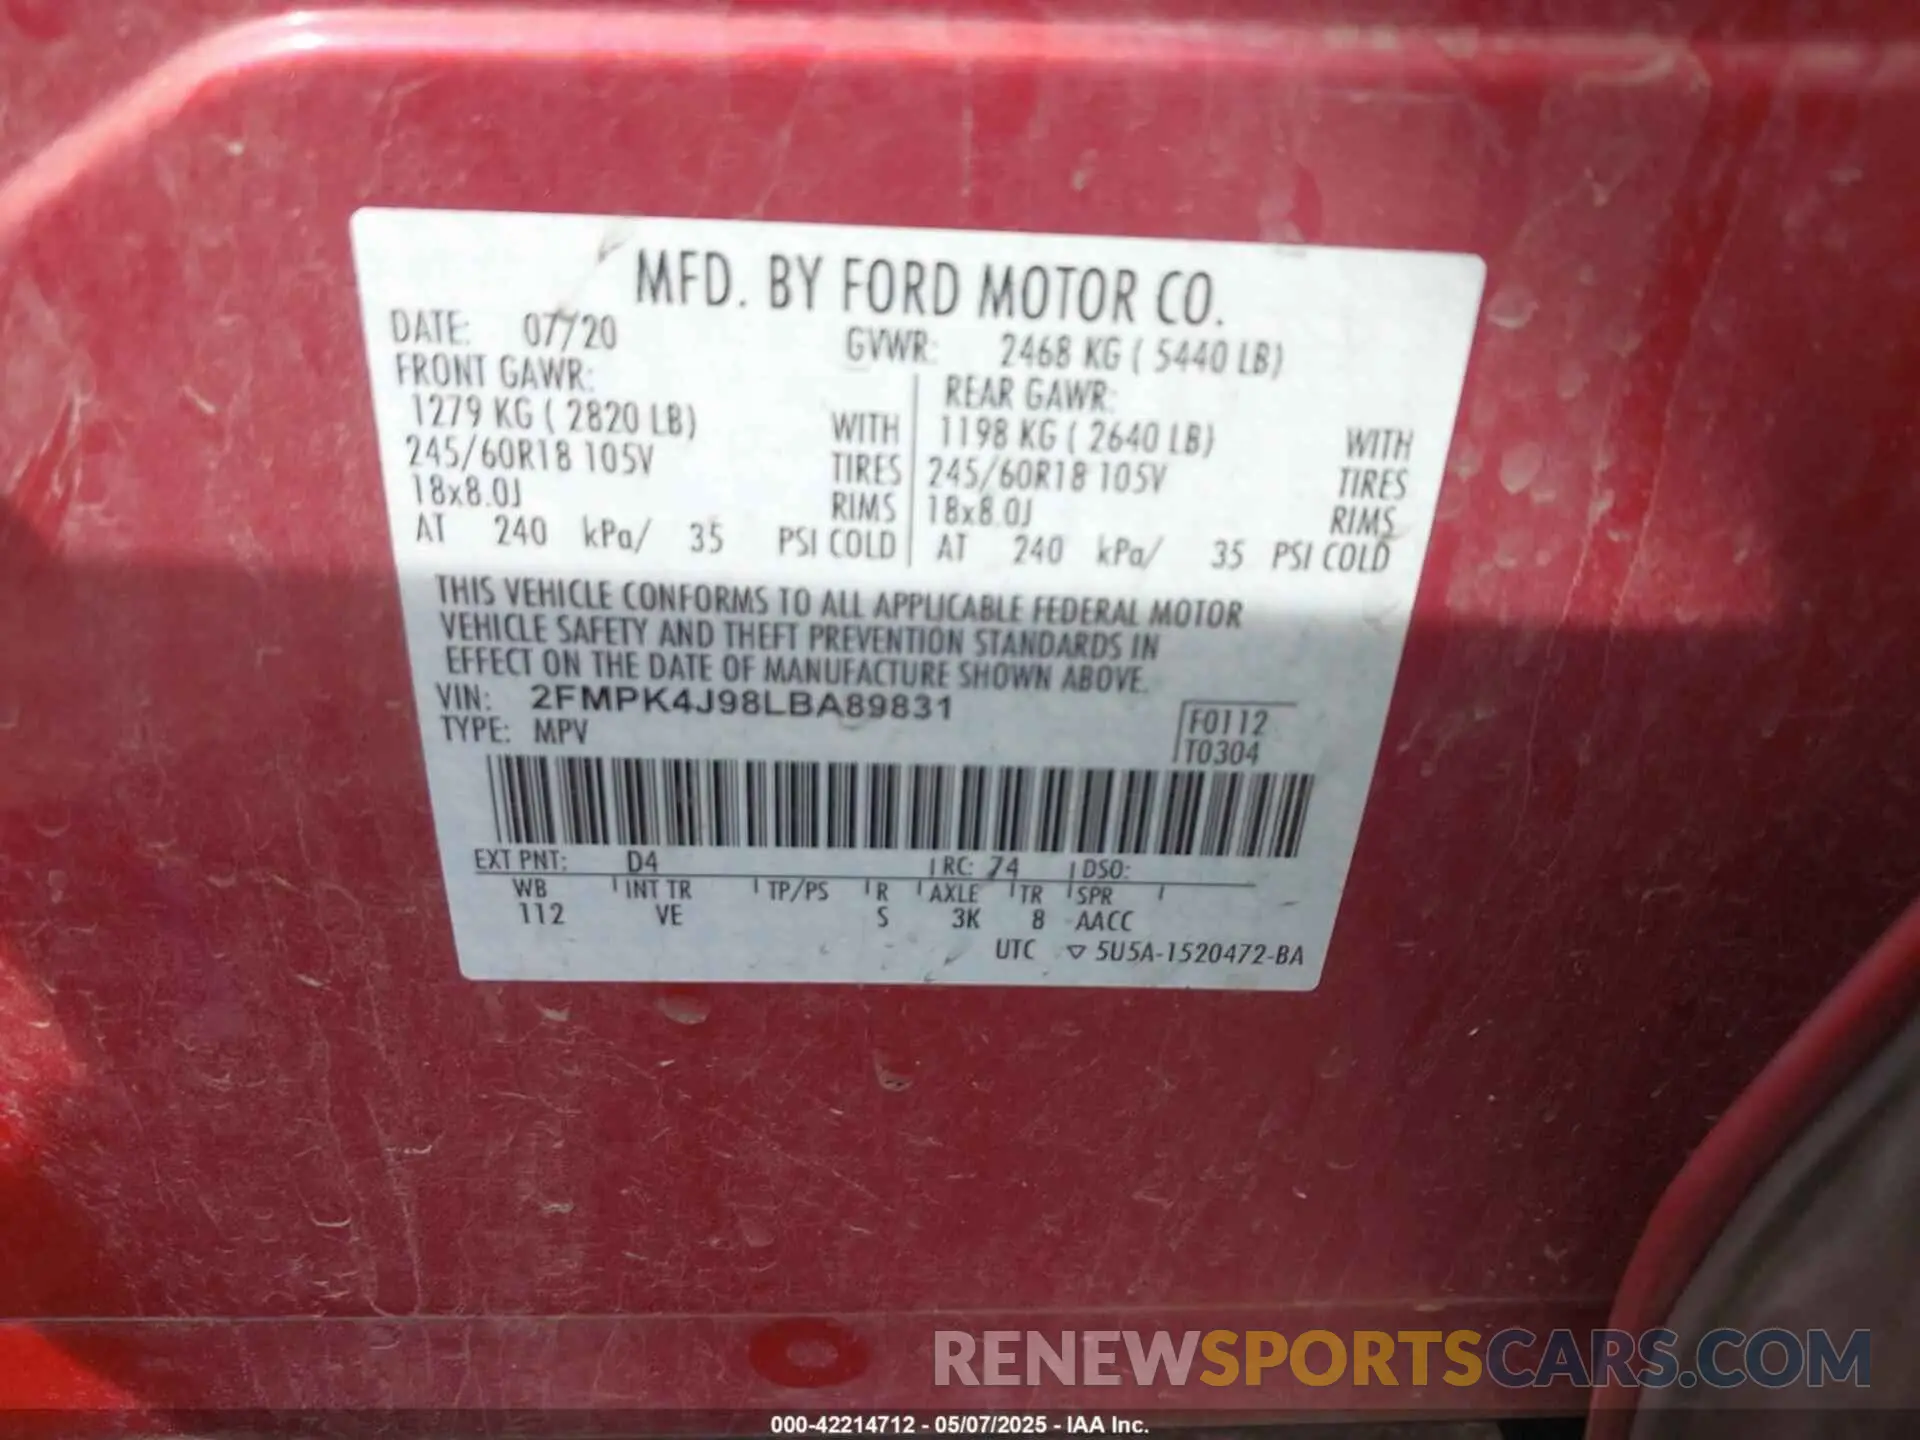 MFD. BY FORD MOTOR CO.
DATE: 07/20 GVWR: 2468 KG ( 5440 LB)
FRONT GAWR: REAR GAWR:
1279 KG ( 2820 LB) WITH 1198 KG ( 2640 LB) WITH
245/60R18 105V TIRES 245/60R18 105V TIRES
18x8.0J RIMS 18x8.0J RIMS
AT 240 kPa/ 35 PSI COLD AT 240 kPa/ 35 PSI COLD
THIS VEHICLE CONFORMS TO ALL APPLICABLE FEDERAL MOTOR
VEHICLE SAFETY AND THEFT PREVENTION STANDARDS IN
EFFECT ON THE DATE OF MANUFACTURE SHOWN ABOVE.
VIN: 2FMPK4J98LBA89831 F0112
TYPE: MPV T0304
EXT PNT: D4 RC: 74 DSO:
WB INT TR TP/PS R AXLE TR SPR
112 VE S 3K 8 AACC
UTC ▽ 5U5A-1520472-BA
RENEWSPORTSCARS.COM
000-42214712 - 05/07/2025 - IAA Inc.